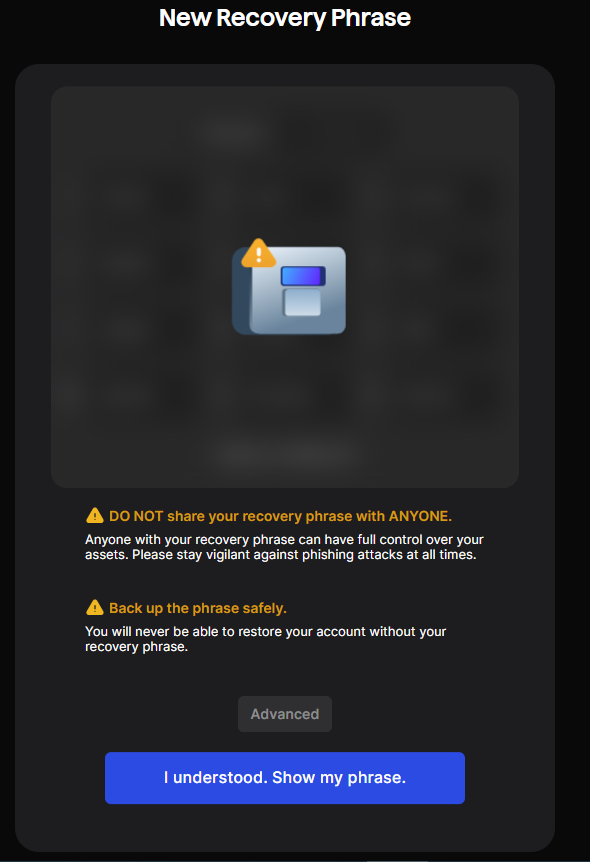 New Recovery Phrase
DO NOT share your recovery phrase with ANYONE.
Anyone with your recovery phrase can have full control over your
assets. Please stay vigilant against phishing attacks at all times.
Back up the phrase safely.
You will never be able to restore your account without your
recovery phrase.
Advanced
I understood. Show my phrase.